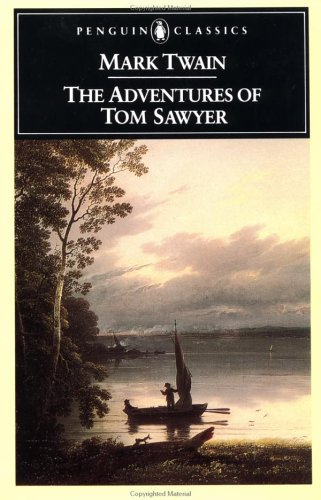 PENGUIN CLASSICS
MARK TWAIN
THE ADVENTURES OF
TOM SAWYER